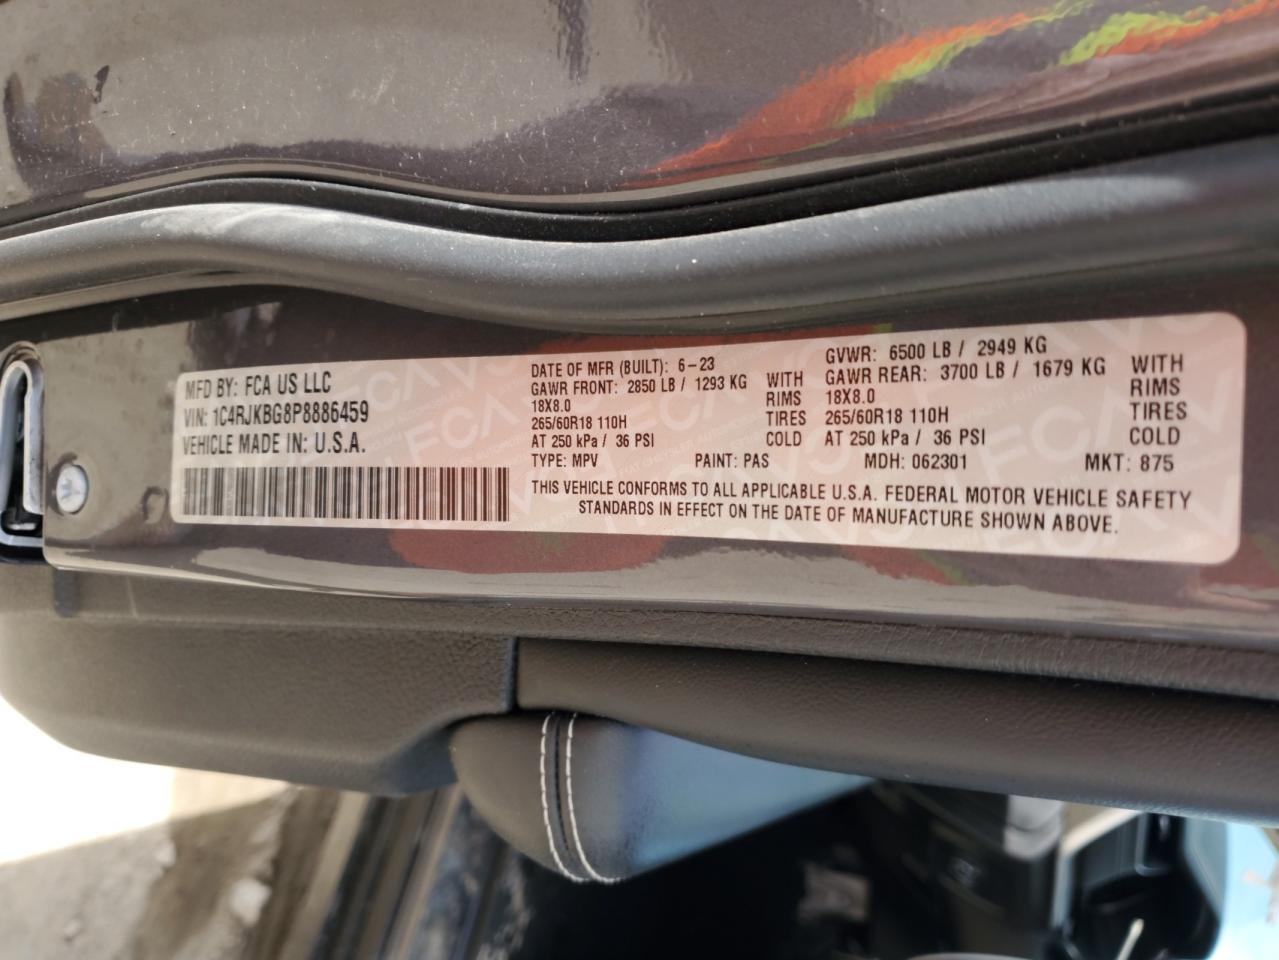 MFD BY: FCA US LLC
VIN: 1C4RJKBG8P8886459
VEHICLE MADE IN: U.S.A.
DATE OF MFR (BUILT): 6-23
GAWR FRONT: 2850 LB / 1293 KG WITH
18X8.0 RIMS
265/60R18 110H TIRES
AT 250 kPa / 36 PSI COLD
GVWR: 6500 LB / 2949 KG
GAWR REAR: 3700 LB / 1679 KG WITH
18X8.0 RIMS
265/60R18 110H TIRES
AT 250 kPa / 36 PSI COLD
TYPE: MPV PAINT: PAS MDH: 062301 MKT: 875
THIS VEHICLE CONFORMS TO ALL APPLICABLE U.S.A. FEDERAL MOTOR VEHICLE SAFETY
STANDARDS IN EFFECT ON THE DATE OF MANUFACTURE SHOWN ABOVE.